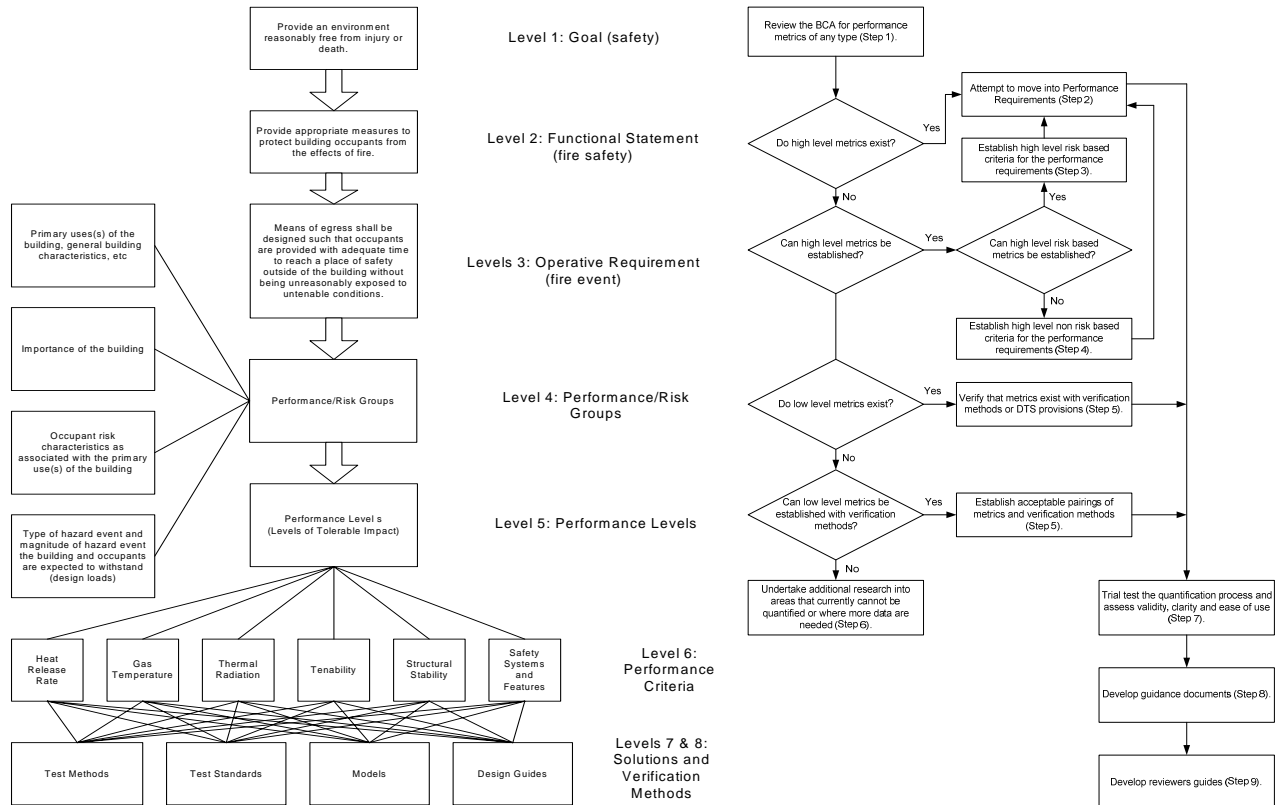 Provide an environment
reasonably free from injury or
death.
Level 1: Goal (safety)
Provide appropriate measures to
protect building occupants from
the effects of fire.
Level 2: Functional Statement
(fire safety)
Means of egress shall be
designed such that occupants
are provided with adequate time
to reach a place of safety
outside of the building without
being unreasonably exposed to
untenable conditions.
Levels 3: Operative Requirement
(fire event)
Primary uses(s) of the
building, general building
characteristics, etc
Importance of the building
Occupant risk
characteristics as
associated with the primary
use(s) of the building
Type of hazard event and
magnitude of hazard event
the building and occupants
are expected to withstand
(design loads)
Performance/Risk Groups
Level 4: Performance/Risk
Groups
Performance Level s
(Levels of Tolerable Impact)
Level 5: Performance Levels
Heat
Release
Rate
Gas
Temperature
Thermal
Radiation
Tenability
Structural
Stability
Safety
Systems
and
Features
Level 6:
Performance
Criteria
Test Methods
Test Standards
Models
Design Guides
Levels 7 & 8:
Solutions and
Verification
Methods
Review the BCA for performance
metrics of any type (Step 1).
Do high level metrics exist?
Yes
Attempt to move into Performance
Requirements (Step 2)
No
Establish high level risk based
criteria for the performance
requirements (Step 3).
Yes
Can high level metrics be
established?
Yes
Can high level risk based
metrics be established?
No
Establish high level non risk based
criteria for the performance
requirements (Step 4).
Do low level metrics exist?
Yes
Verify that metrics exist with verification
methods or DTS provisions (Step 5).
No
Can low level metrics be
established with verification
methods?
Yes
Establish acceptable pairings of
metrics and verification methods
(Step 5).
No
Undertake additional research into
areas that currently cannot be
quantified or where more data are
needed (Step 6).
Trial test the quantification process and
assess validity, clarity and ease of use
(Step 7).
Develop guidance documents (Step 8).
Develop reviewers guides (Step 9).